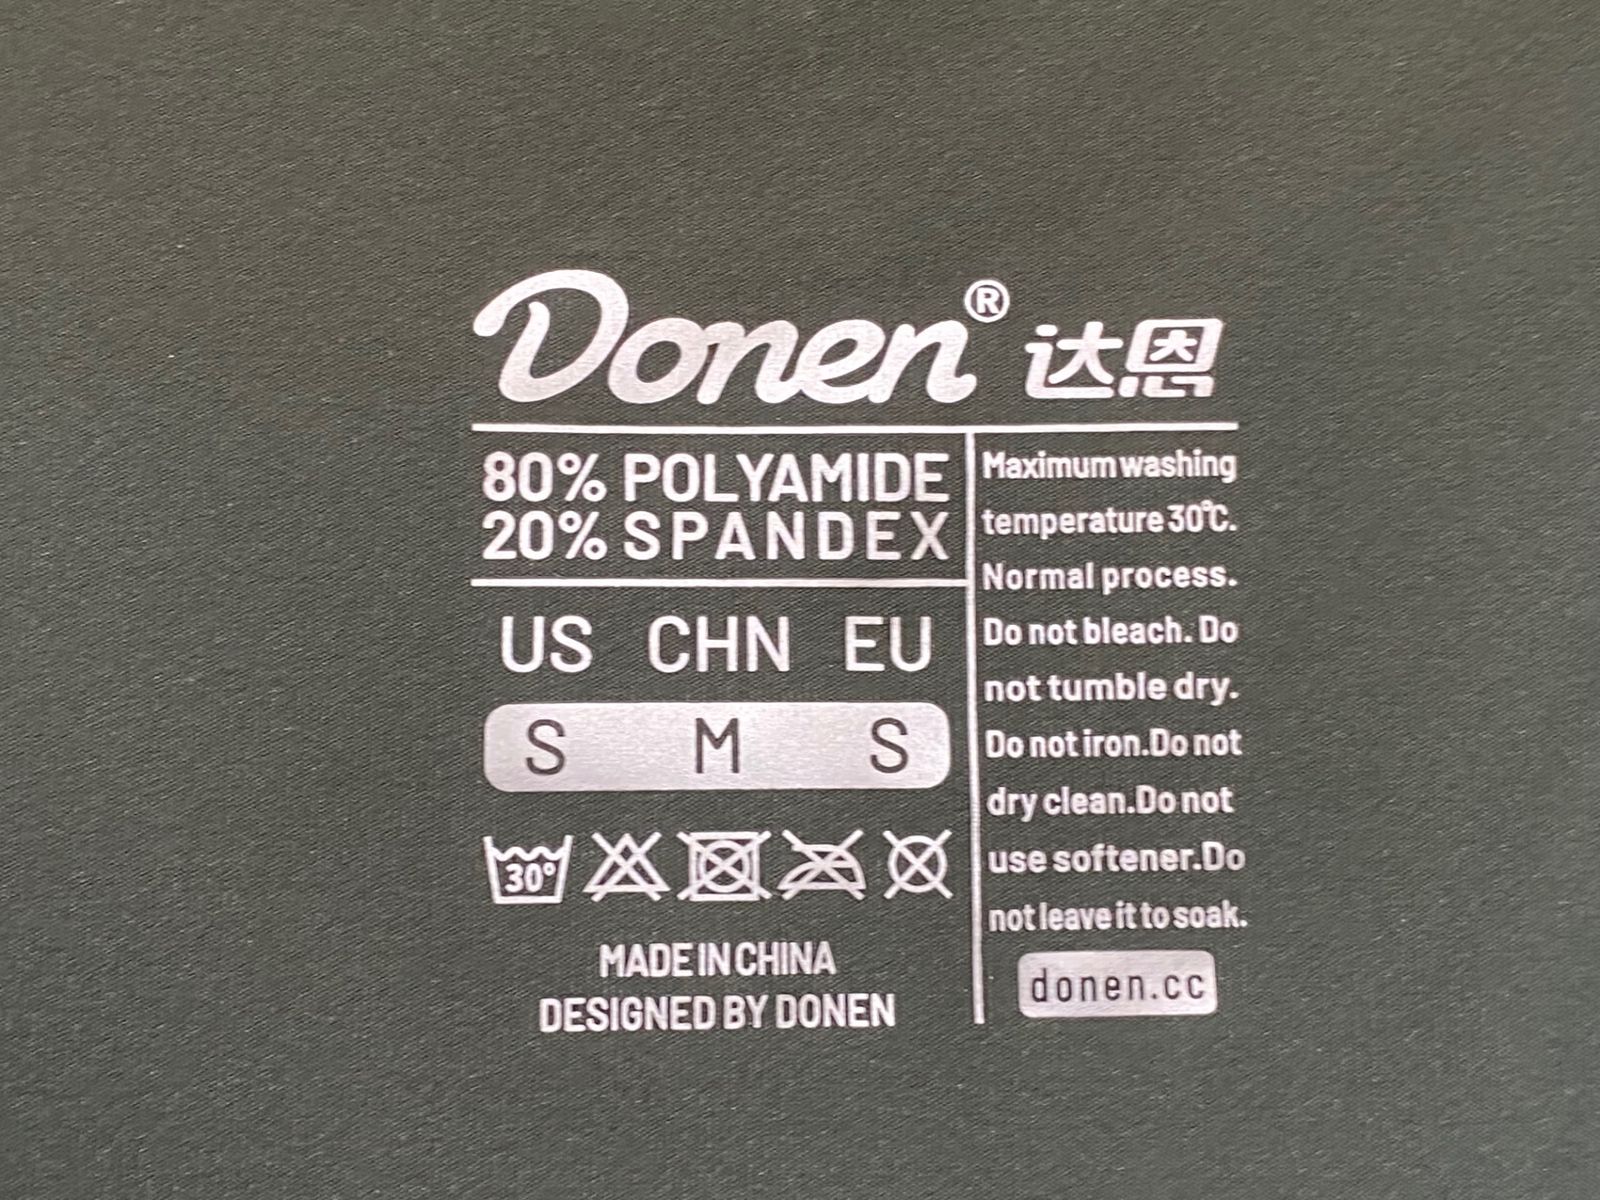 Donen® 达恩
80% POLYAMIDE
20% SPANDEX
US CHN EU
S M S
30°
MADE IN CHINA
DESIGNED BY DONEN
Maximum washing
temperature 30℃.
Normal process.
Do not bleach. Do
not tumble dry.
Do not iron.Do not
dry clean.Do not
use softener.Do
not leave it to soak.
donen.cc